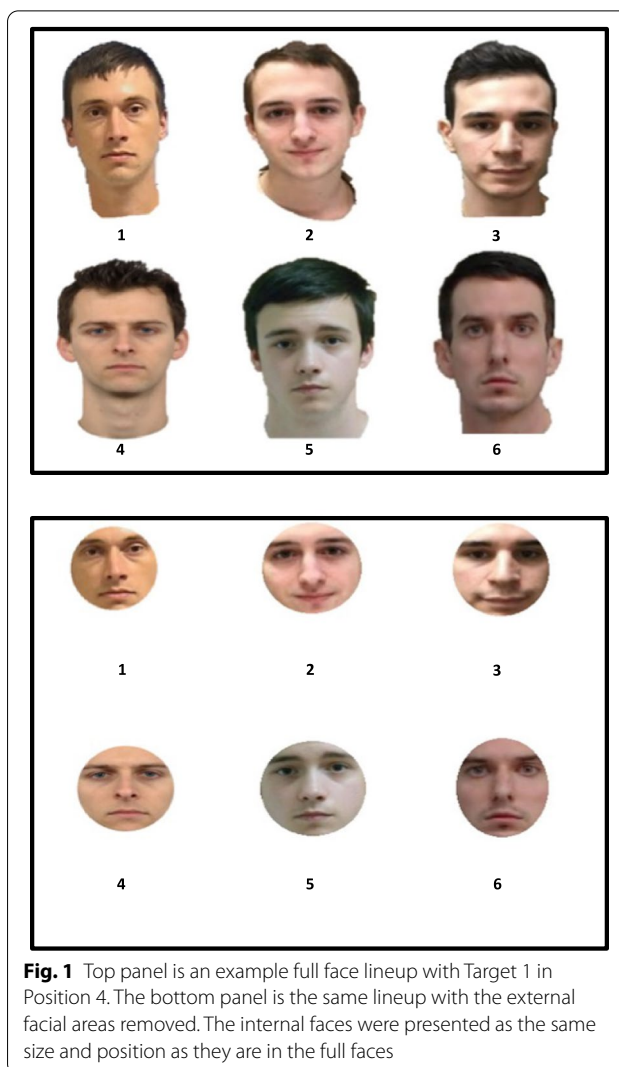 1 2 3
4 5 6
1 2 3
4 5 6
Fig. 1 Top panel is an example full face lineup with Target 1 in
Position 4. The bottom panel is the same lineup with the external
facial areas removed. The internal faces were presented as the same
size and position as they are in the full faces